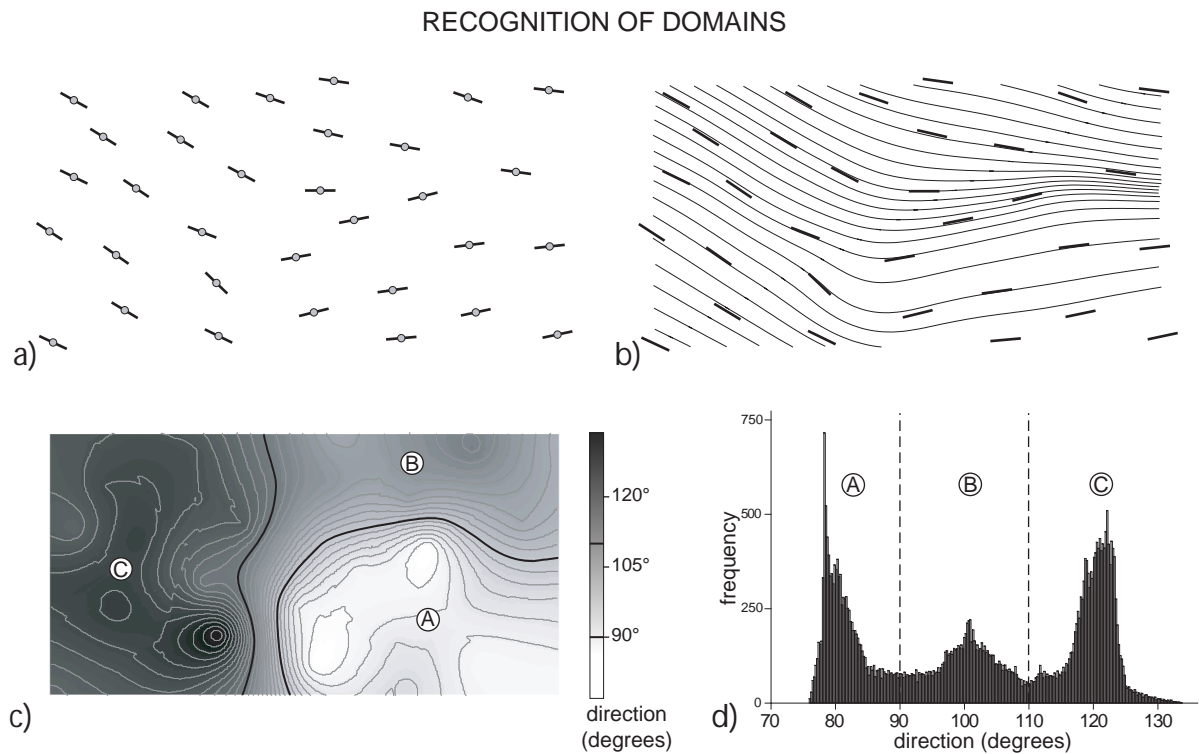 RECOGNITION OF DOMAINS
a)
b)
B
C
A
120°
105°
90°
c)
direction
(degrees)
750
500
250
0
frequency
A
B
C
70 80 90 100 110 120 130
direction (degrees)
d)